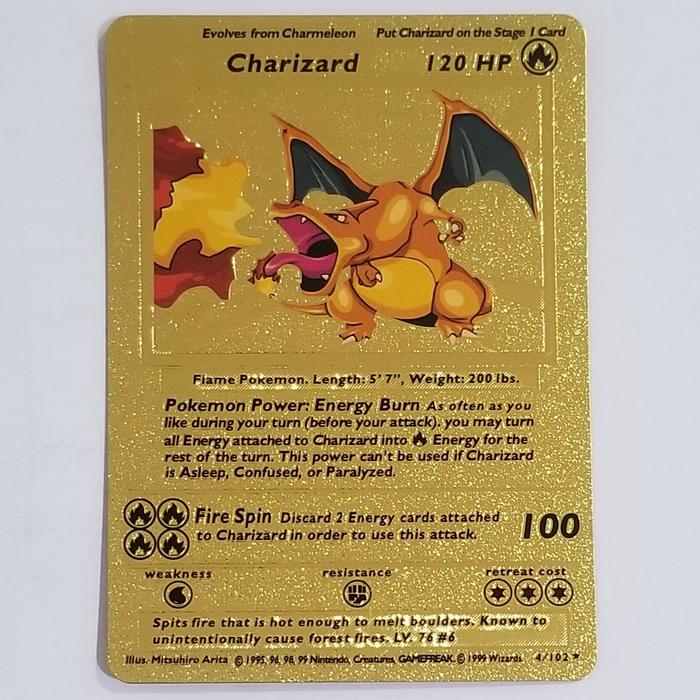 Evolves from Charmeleon Put Charizard on the Stage 1 Card
Charizard 120 HP
Flame Pokemon. Length: 5' 7", Weight: 200 lbs.
Pokemon Power: Energy Burn As often as you
like during your turn (before your attack). you may turn
all Energy attached to Charizard into Energy for the
rest of the turn. This power can't be used if Charizard
is Asleep, Confused, or Paralyzed.
Fire Spin Discard 2 Energy cards attached
to Charizard in order to use this attack. 100
weakness resistance retreat cost
Spits fire that is hot enough to melt boulders. Known to
unintentionally cause forest fires. LV. 76 #6
Illus. Mitsuhiro Arita © 1995, 96, 98, 99 Nintendo, Creatures, GAMEFREAK. © 1999 Wizards. 4/102 ★